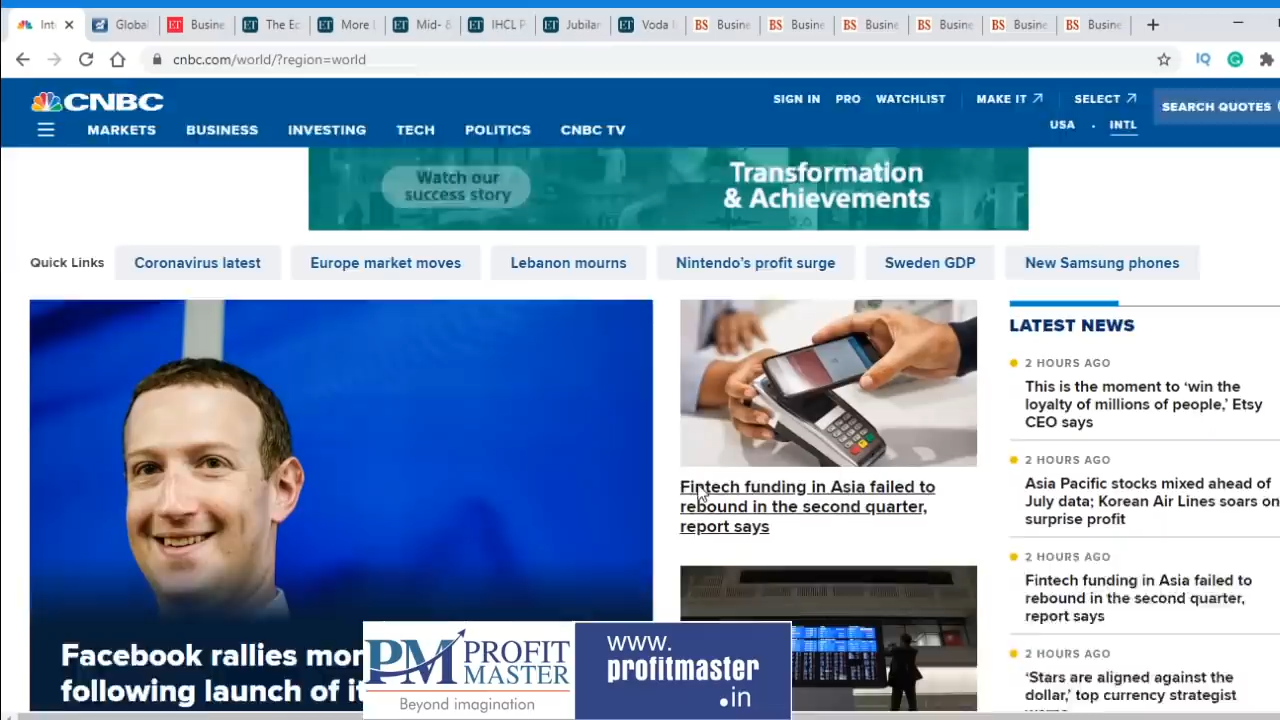 Int
Global
Busine
The Ec
More
Mid- &
IHCL P
Jubilar
Voda
Busine
Busine
Busine
Busine
Busine
Busine
cnbc.com/world/?region=world
CNBC
SIGN IN PRO WATCHLIST MAKE IT SELECT
SEARCH QUOTES
USA · INTL
MARKETS BUSINESS INVESTING TECH POLITICS CNBC TV
Watch our
success story
Transformation
& Achievements
Quick Links Coronavirus latest Europe market moves Lebanon mourns Nintendo's profit surge Sweden GDP New Samsung phones
Facebook rallies mor
following launch of it
Fintech funding in Asia failed to
rebound in the second quarter,
report says
LATEST NEWS
2 HOURS AGO
This is the moment to ‘win the
loyalty of millions of people,’ Etsy
CEO says
2 HOURS AGO
Asia Pacific stocks mixed ahead of
July data; Korean Air Lines soars on
surprise profit
2 HOURS AGO
Fintech funding in Asia failed to
rebound in the second quarter,
report says
2 HOURS AGO
‘Stars are aligned against the
dollar,’ top currency strategist
PM PROFIT
MASTER
Beyond imagination
www.
profitmaster
.in